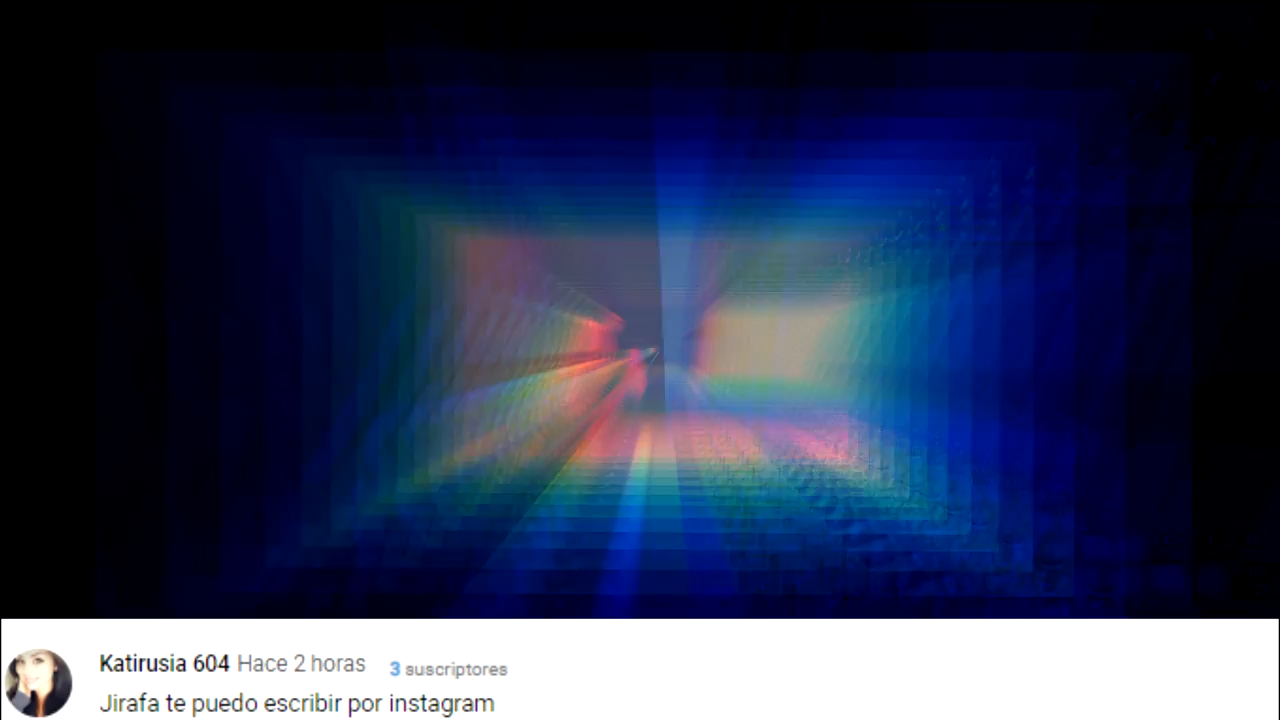 Katirusia 604 Hace 2 horas 3 suscriptores
Jirafa te puedo escribir por instagram